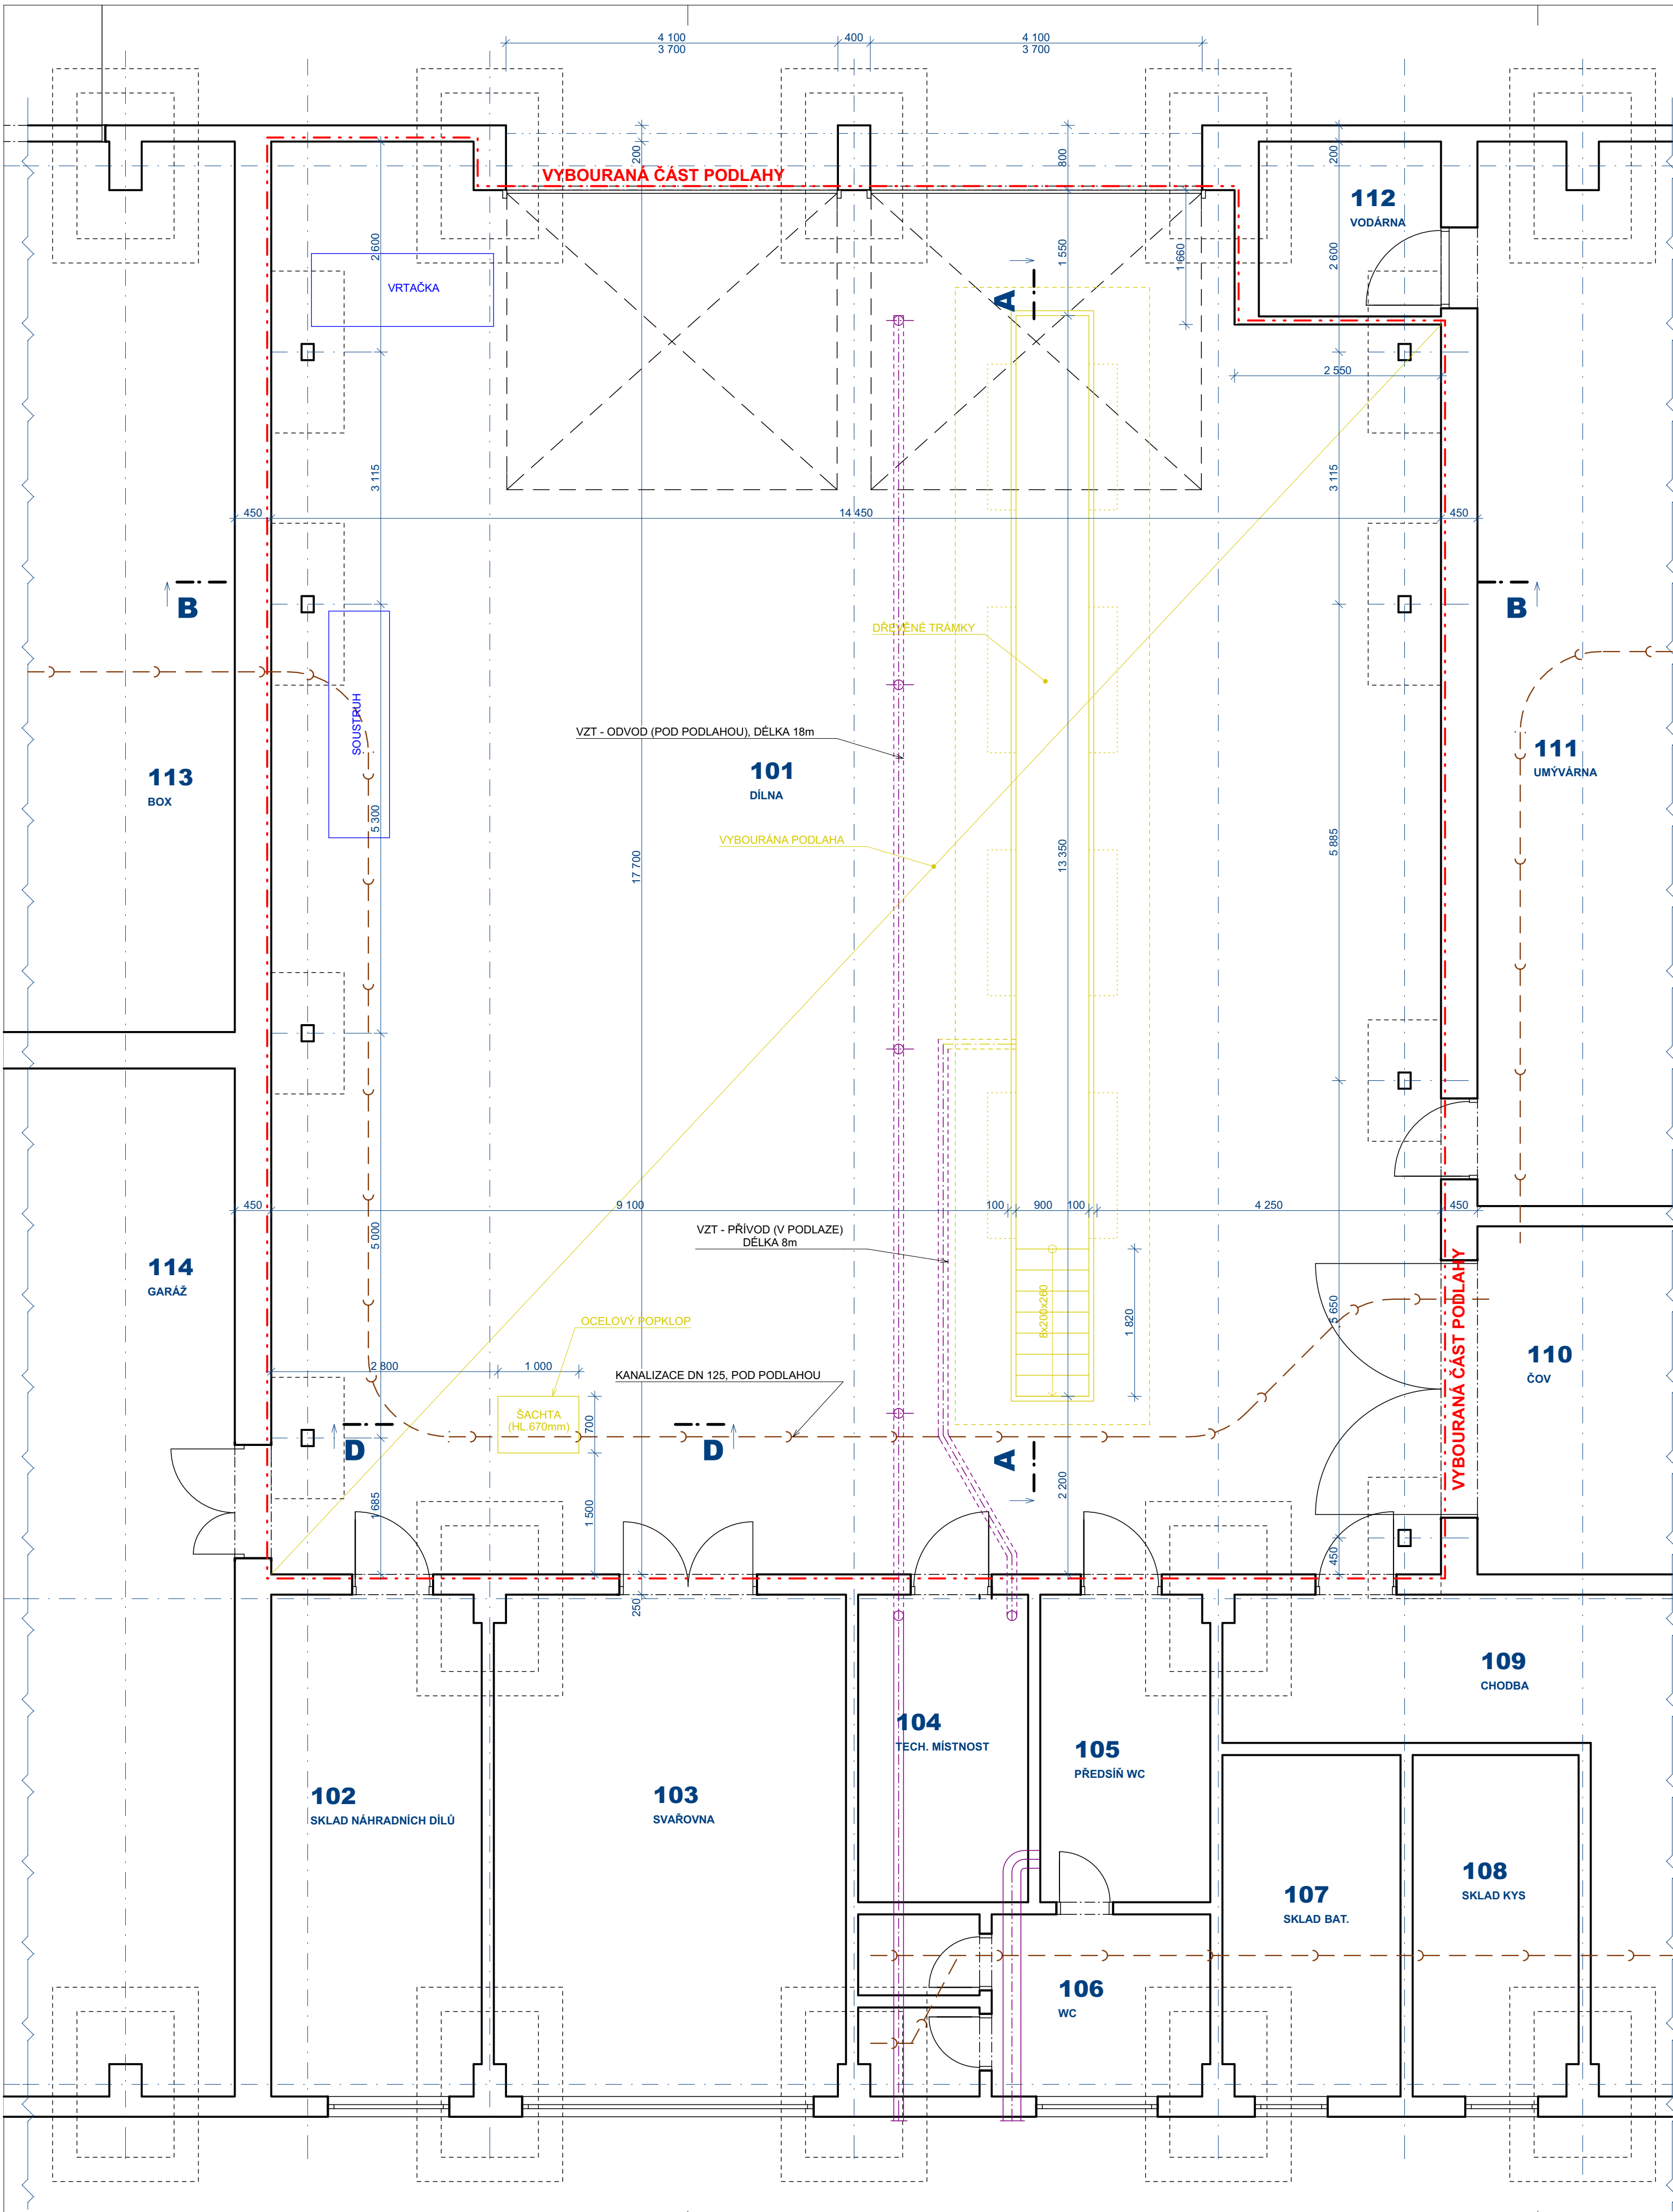 4 100
3 700
400
4 100
3 700
200
800
200
VYBOURANÁ ČÁST PODLAHY
112
VODÁRNA
2 600
1 550
1 660
2 600
VRTAČKA
A
2 550
3 115
3 115
450
14 450
450
B
B
DŘEVĚNÉ TRÁMKY
SOUSTRUH
VZT - ODVOD (POD PODLAHOU), DÉLKA 18m
113
BOX
101
DÍLNA
111
UMÝVÁRNA
5 300
VYBOURÁNA PODLAHA
17 700
13 350
5 885
450
9 100
100
900
100
4 250
450
5 000
VZT - PŘÍVOD (V PODLAZE)
DÉLKA 8m
114
GARÁŽ
8x200x260
1 820
5 650
VYBOURANÁ ČÁST PODLAHY
OCELOVÝ POPKLOP
110
ČOV
2 800
1 000
KANALIZACE DN 125, POD PODLAHOU
ŠACHTA
(HL.670mm)
700
D
D
A
2 200
1 685
1 500
450
250
109
CHODBA
104
TECH. MÍSTNOST
105
PŘEDSÍŇ WC
102
SKLAD NÁHRADNÍCH DÍLŮ
103
SVAŘOVNA
107
SKLAD BAT.
108
SKLAD KYS
106
WC